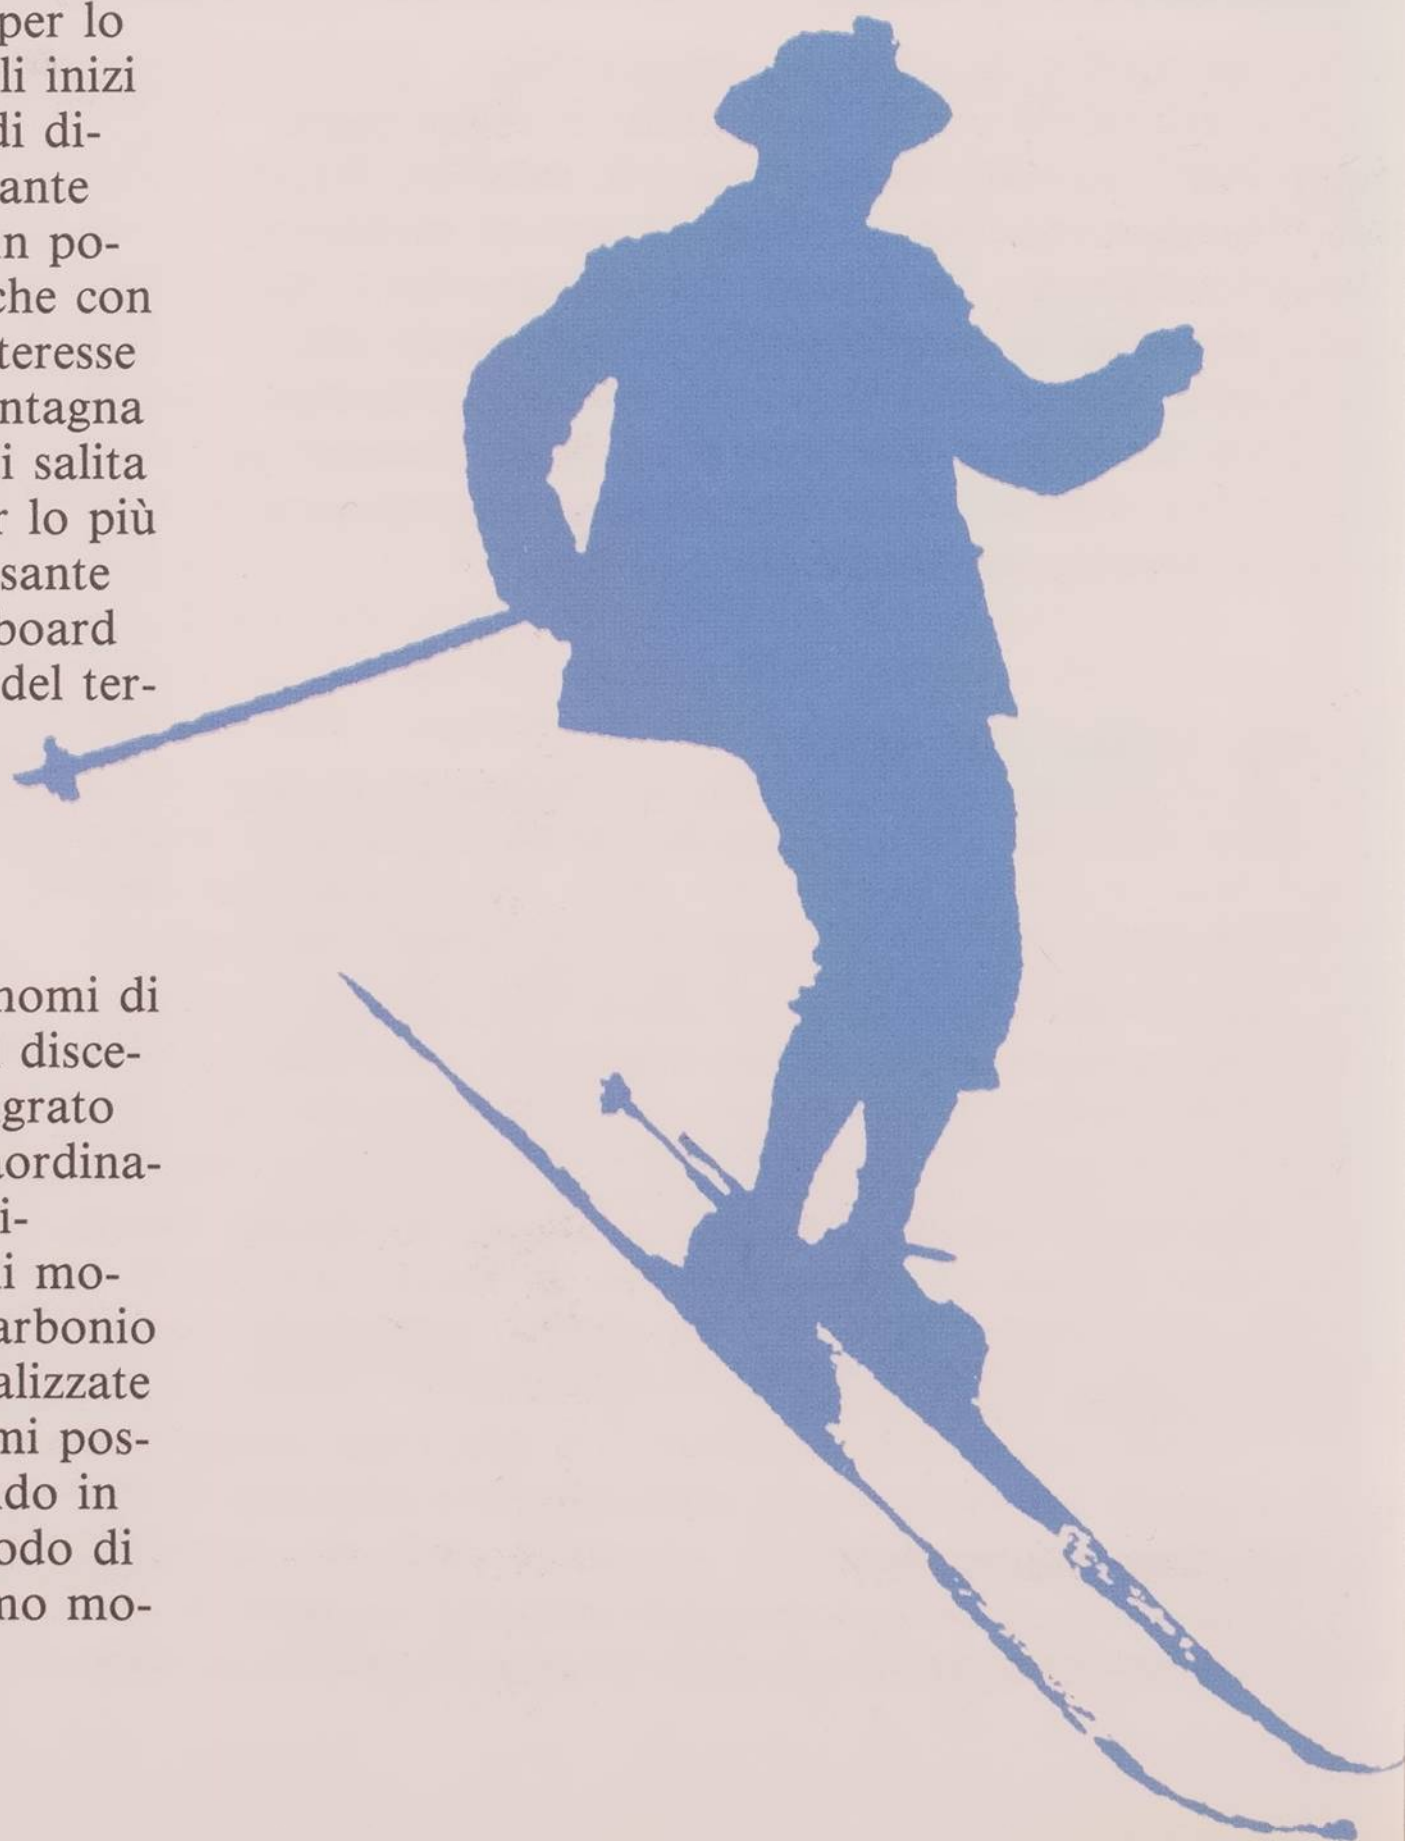 per lo
li inizi
di di-
ante
n po-
che con
teresse
ntagna
i salita
r lo più
sante
board
del ter-
nomi di
disce-
grato
ordina-
i-
i mo-
arbonio
alizzate
mi pos-
do in
odo di
no mo-